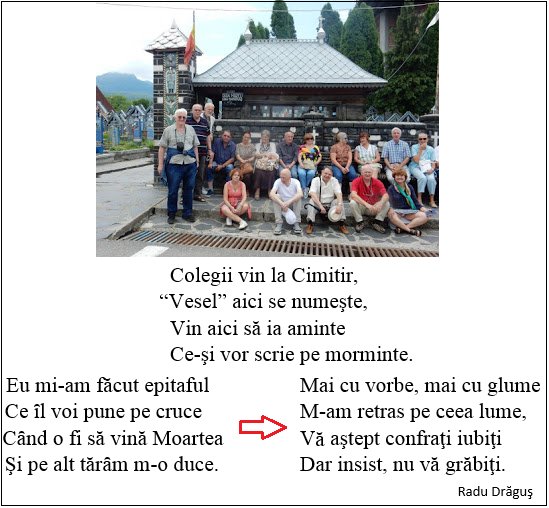 Colegii vin la Cimitir,
“Vesel” aici se numeşte,
Vin aici să ia aminte
Ce-şi vor scrie pe morminte.
Eu mi-am făcut epitaful
Ce îl voi pune pe cruce
Când o fi să vină Moartea
Şi pe alt tărâm m-o duce.
Mai cu vorbe, mai cu glume
M-am retras pe ceea lume,
Vă aştept confraţi iubiţi
Dar insist, nu vă grăbiţi.
Radu Drăguş